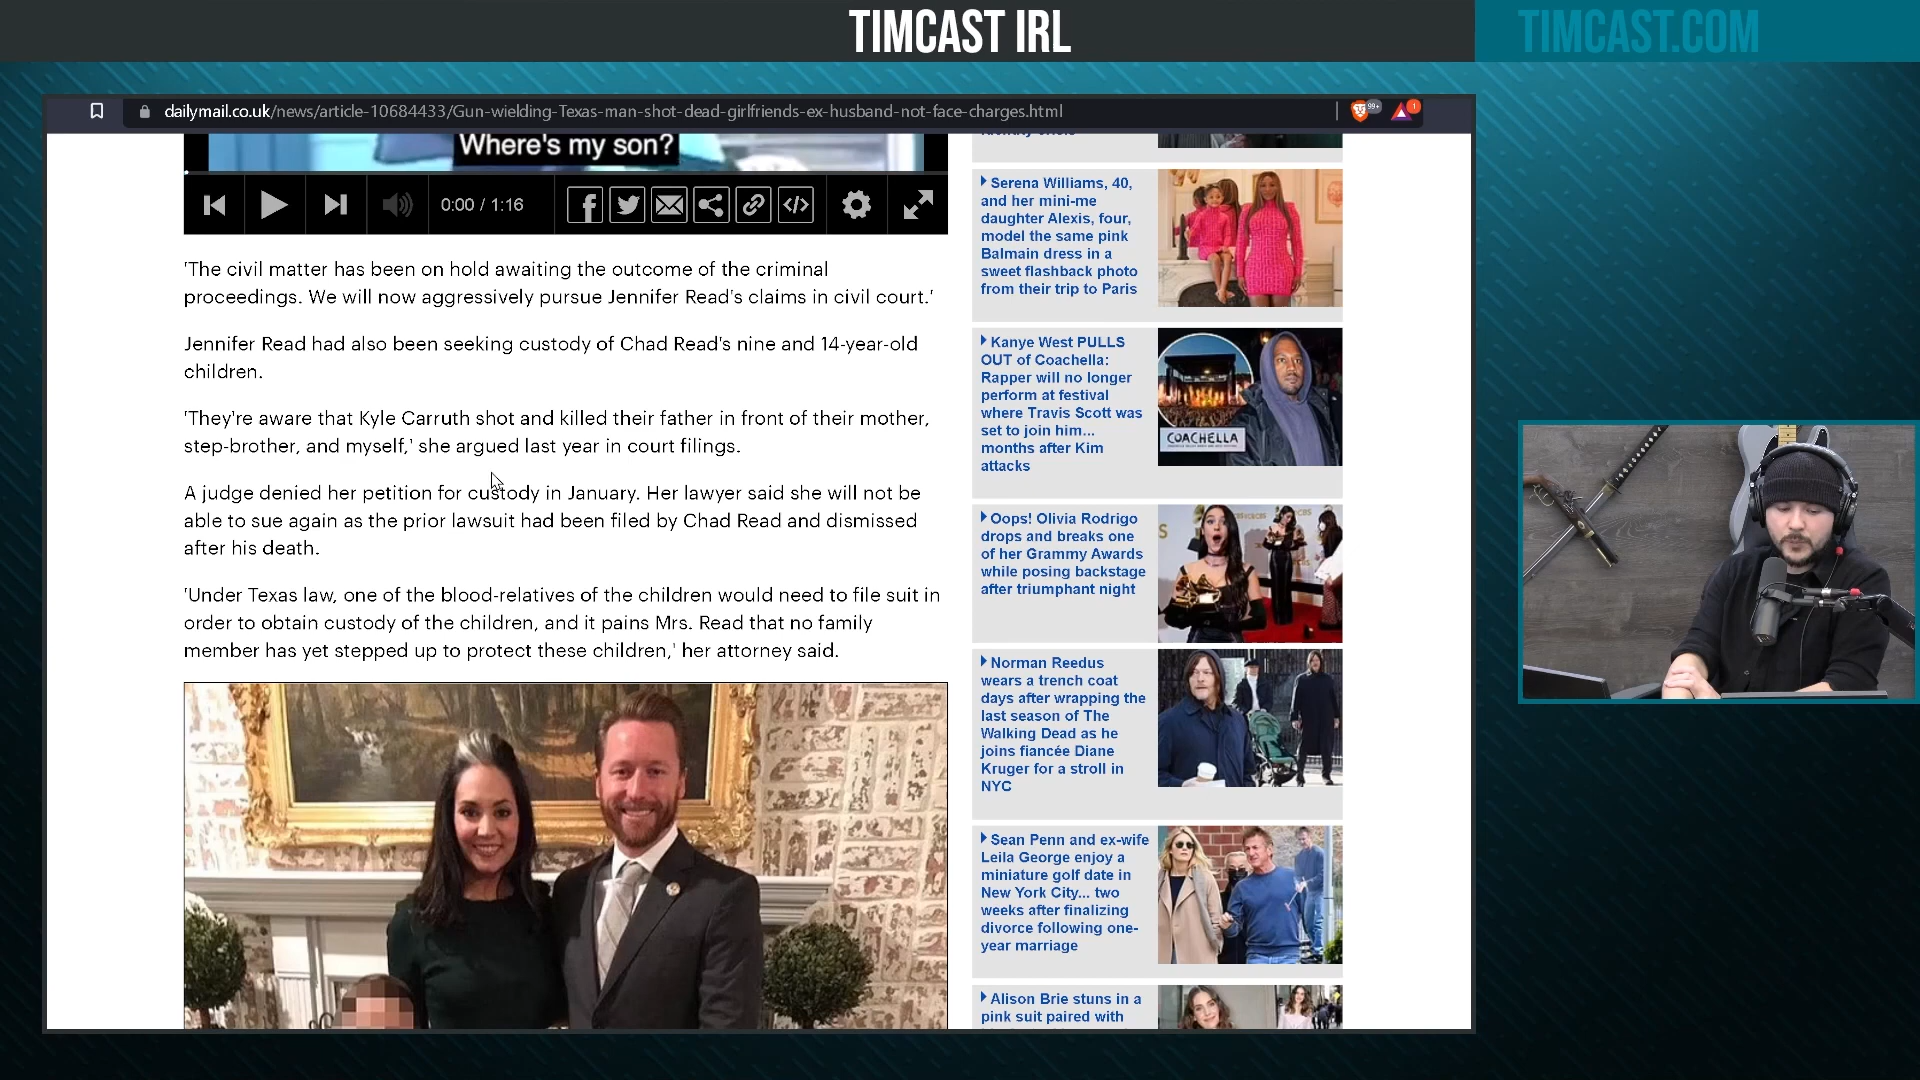 TIMCAST IRL
TIMCAST.COM
dailymail.co.uk/news/article-10684433/Gun-wielding-Texas-man-shot-dead-girlfriends-ex-husband-not-face-charges.html
99+
1
Where's my son?
0:00 / 1:16
'The civil matter has been on hold awaiting the outcome of the criminal
proceedings. We will now aggressively pursue Jennifer Read's claims in civil court.'
Jennifer Read had also been seeking custody of Chad Read's nine and 14-year-old
children.
'They're aware that Kyle Carruth shot and killed their father in front of their mother,
step-brother, and myself,' she argued last year in court filings.
A judge denied her petition for custody in January. Her lawyer said she will not be
able to sue again as the prior lawsuit had been filed by Chad Read and dismissed
after his death.
'Under Texas law, one of the blood-relatives of the children would need to file suit in
order to obtain custody of the children, and it pains Mrs. Read that no family
member has yet stepped up to protect these children,' her attorney said.
Serena Williams, 40,
and her mini-me
daughter Alexis, four,
model the same pink
Balmain dress in a
sweet flashback photo
from their trip to Paris
Kanye West PULLS
OUT of Coachella:
Rapper will no longer
perform at festival
where Travis Scott was
set to join him...
months after Kim
attacks
COACHELLA
Oops! Olivia Rodrigo
drops and breaks one
of her Grammy Awards
while posing backstage
after triumphant night
Norman Reedus
wears a trench coat
days after wrapping the
last season of The
Walking Dead as he
joins fiancée Diane
Kruger for a stroll in
NYC
Sean Penn and ex-wife
Leila George enjoy a
miniature golf date in
New York City... two
weeks after finalizing
divorce following one-
year marriage
Alison Brie stuns in a
pink suit paired with